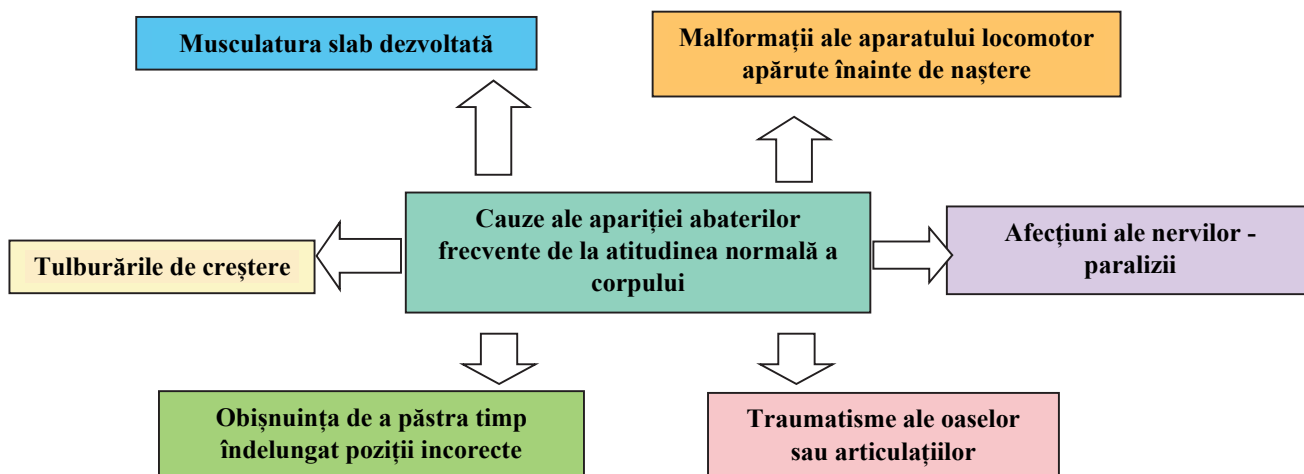 Musculatura slab dezvoltată
Malformații ale aparatului locomotor
apărute înainte de naștere
Cauze ale apariției abaterilor
frecvente de la atitudinea normală a
corpului
Tulburările de creștere
Afecțiuni ale nervilor -
paralizii
Obișnuința de a păstra timp
îndelungat poziții incorecte
Traumatisme ale oaselor
sau articulațiilor